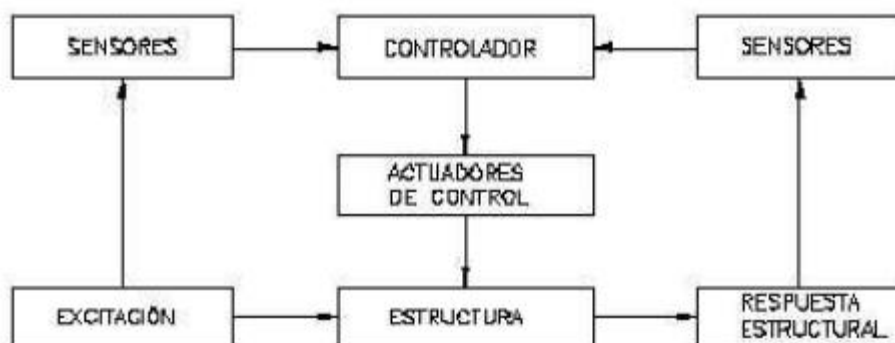 SENSORES
CONTROLADOR
SENSORES
ACTUADORES
DE CONTROL
EXCITACIÓN
ESTRUCTURA
RESPUESTA
ESTRUCTURAL